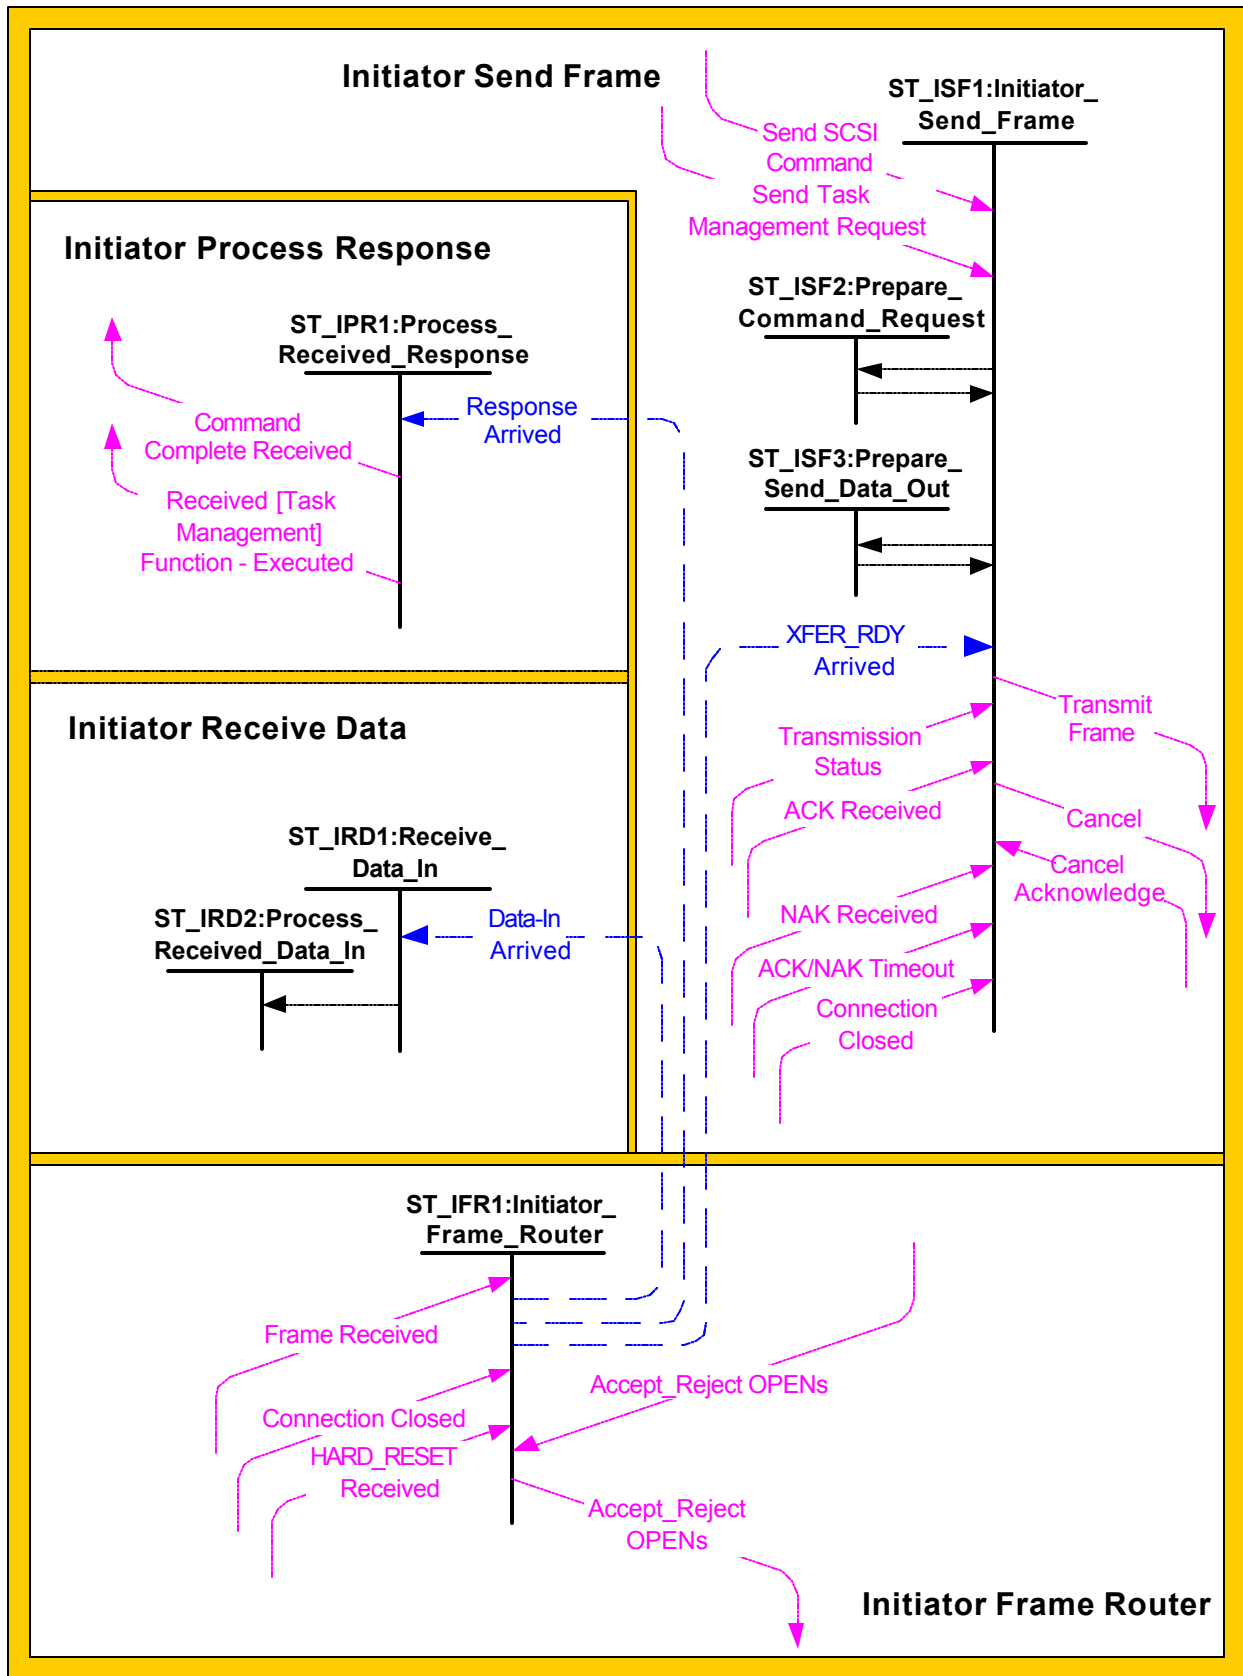 Initiator Send Frame
ST_ISF1:Initiator_
Send_Frame
Send SCSI
Command
Send Task
Management Request
Initiator Process Response
ST_IPR1:Process_
Received_Response
Response
Arrived
Command
Complete Received
Received [Task
Management]
Function - Executed
ST_ISF2:Prepare_
Command_Request
ST_ISF3:Prepare_
Send_Data_Out
XFER_RDY
Arrived
Transmit
Frame
Transmission
Status
ACK Received
Cancel
Cancel
Acknowledge
NAK Received
ACK/NAK Timeout
Connection
Closed
Initiator Receive Data
ST_IRD1:Receive_
Data_In
ST_IRD2:Process_
Received_Data_In
Data-In
Arrived
ST_IFR1:Initiator_
Frame_Router
Frame Received
Accept_Reject OPENs
Connection Closed
HARD_RESET
Received
Accept_Reject
OPENs
Initiator Frame Router